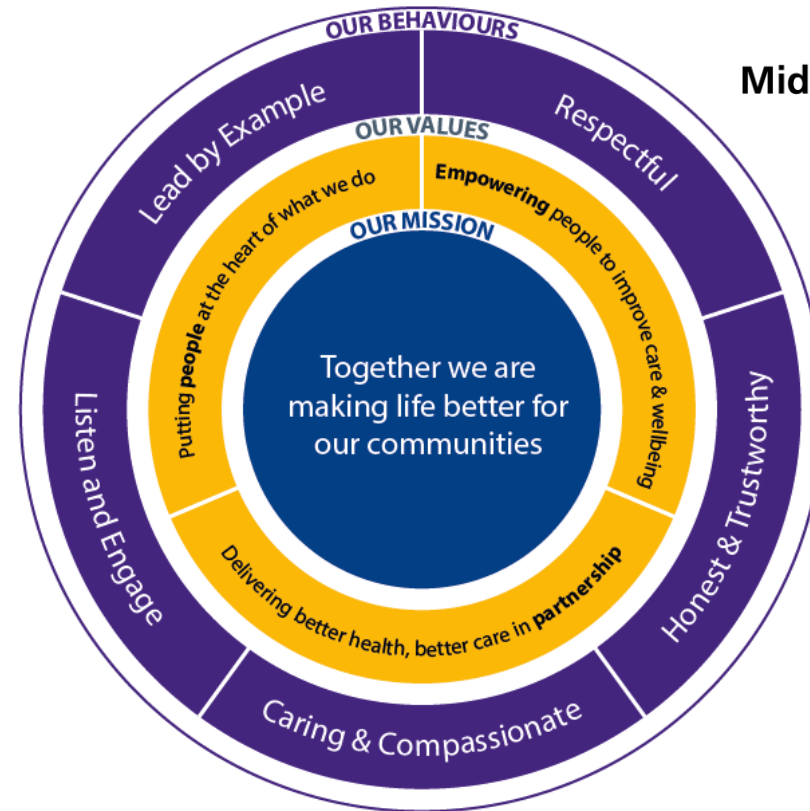 OUR BEHAVIOURS
Mid
Lead by Example
Respectful
OUR VALUES
Putting people at the heart of what we do
Empowering people to improve care & wellbeing
OUR MISSION
Together we are
making life better for
our communities
Listen and Engage
Honest & Trustworthy
Delivering better health, better care in partnership
Caring & Compassionate